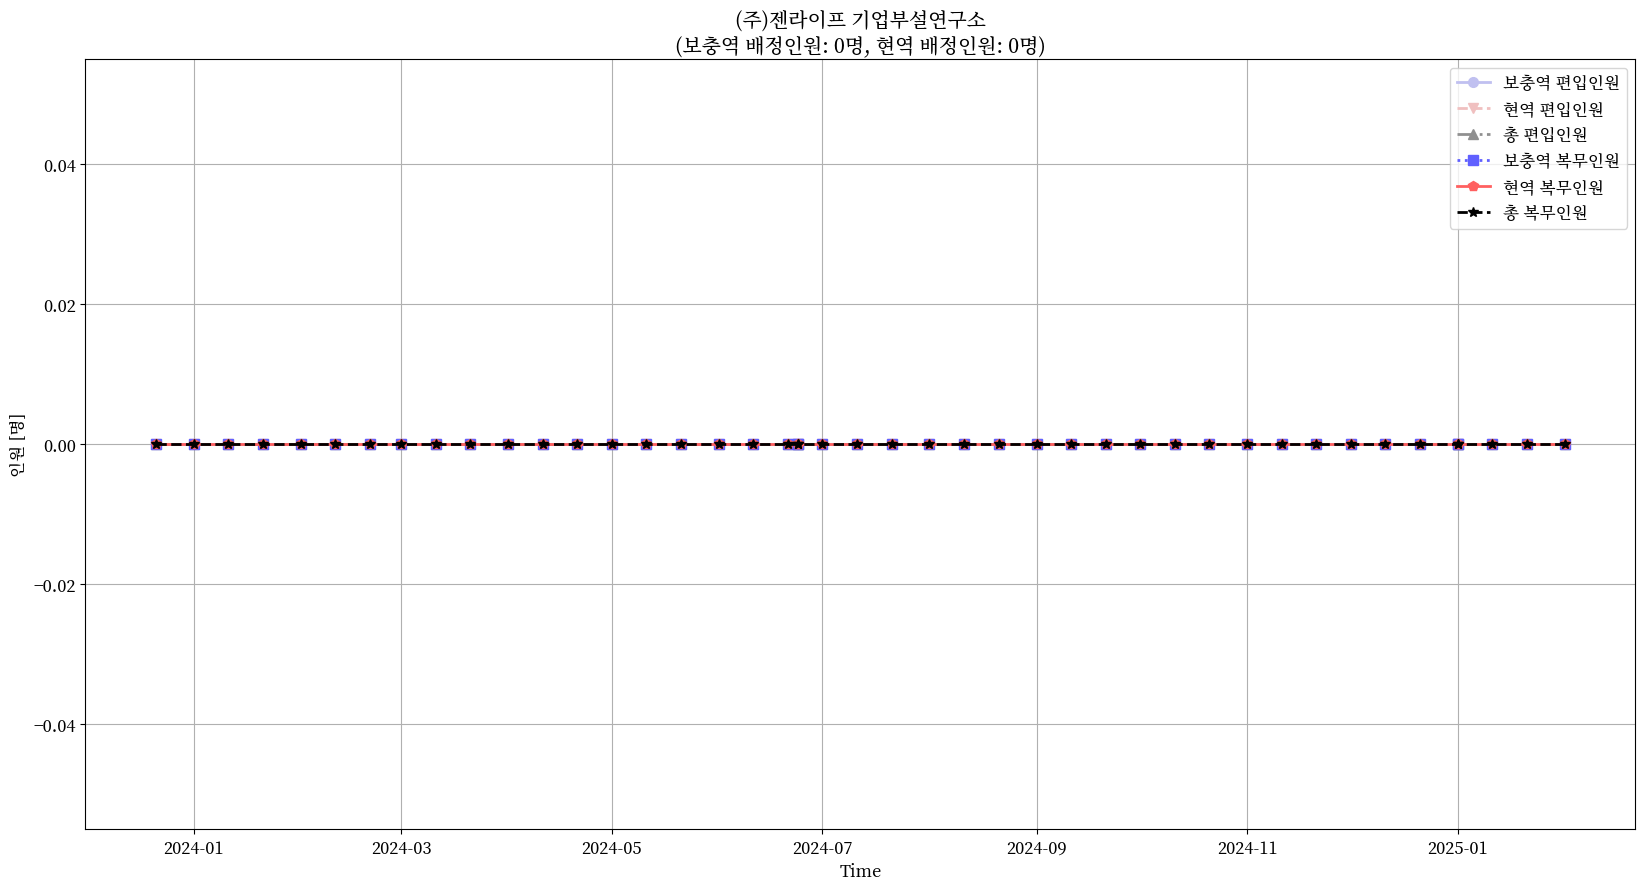 (주)젠라이프 기업부설연구소
(보충역 배정인원: 0명, 현역 배정인원: 0명)
보충역 편입인원
현역 편입인원
총 편입인원
보충역 복무인원
현역 복무인원
총 복무인원
0.04
0.02
0.00
−0.02
−0.04
인원 [명]
2024-01
2024-03
2024-05
2024-07
2024-09
2024-11
2025-01
Time